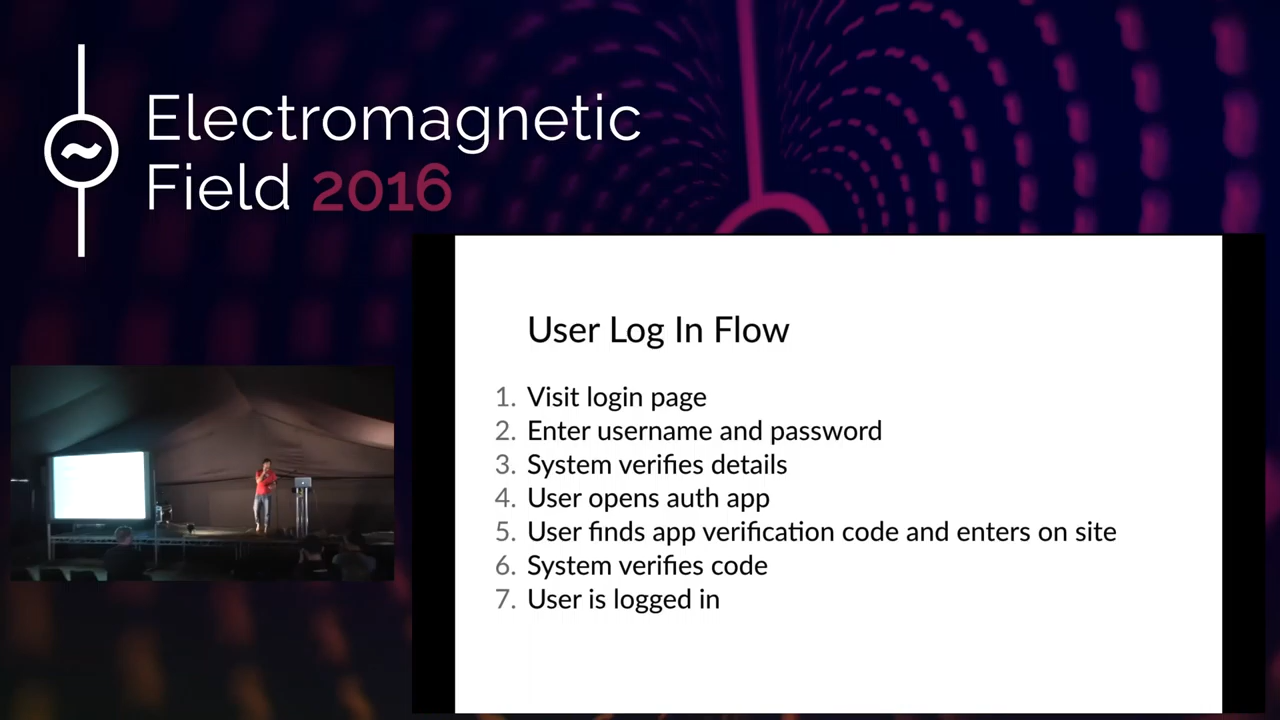 Electromagnetic
Field 2016
User Log In Flow
1. Visit login page
2. Enter username and password
3. System verifies details
4. User opens auth app
5. User finds app verification code and enters on site
6. System verifies code
7. User is logged in